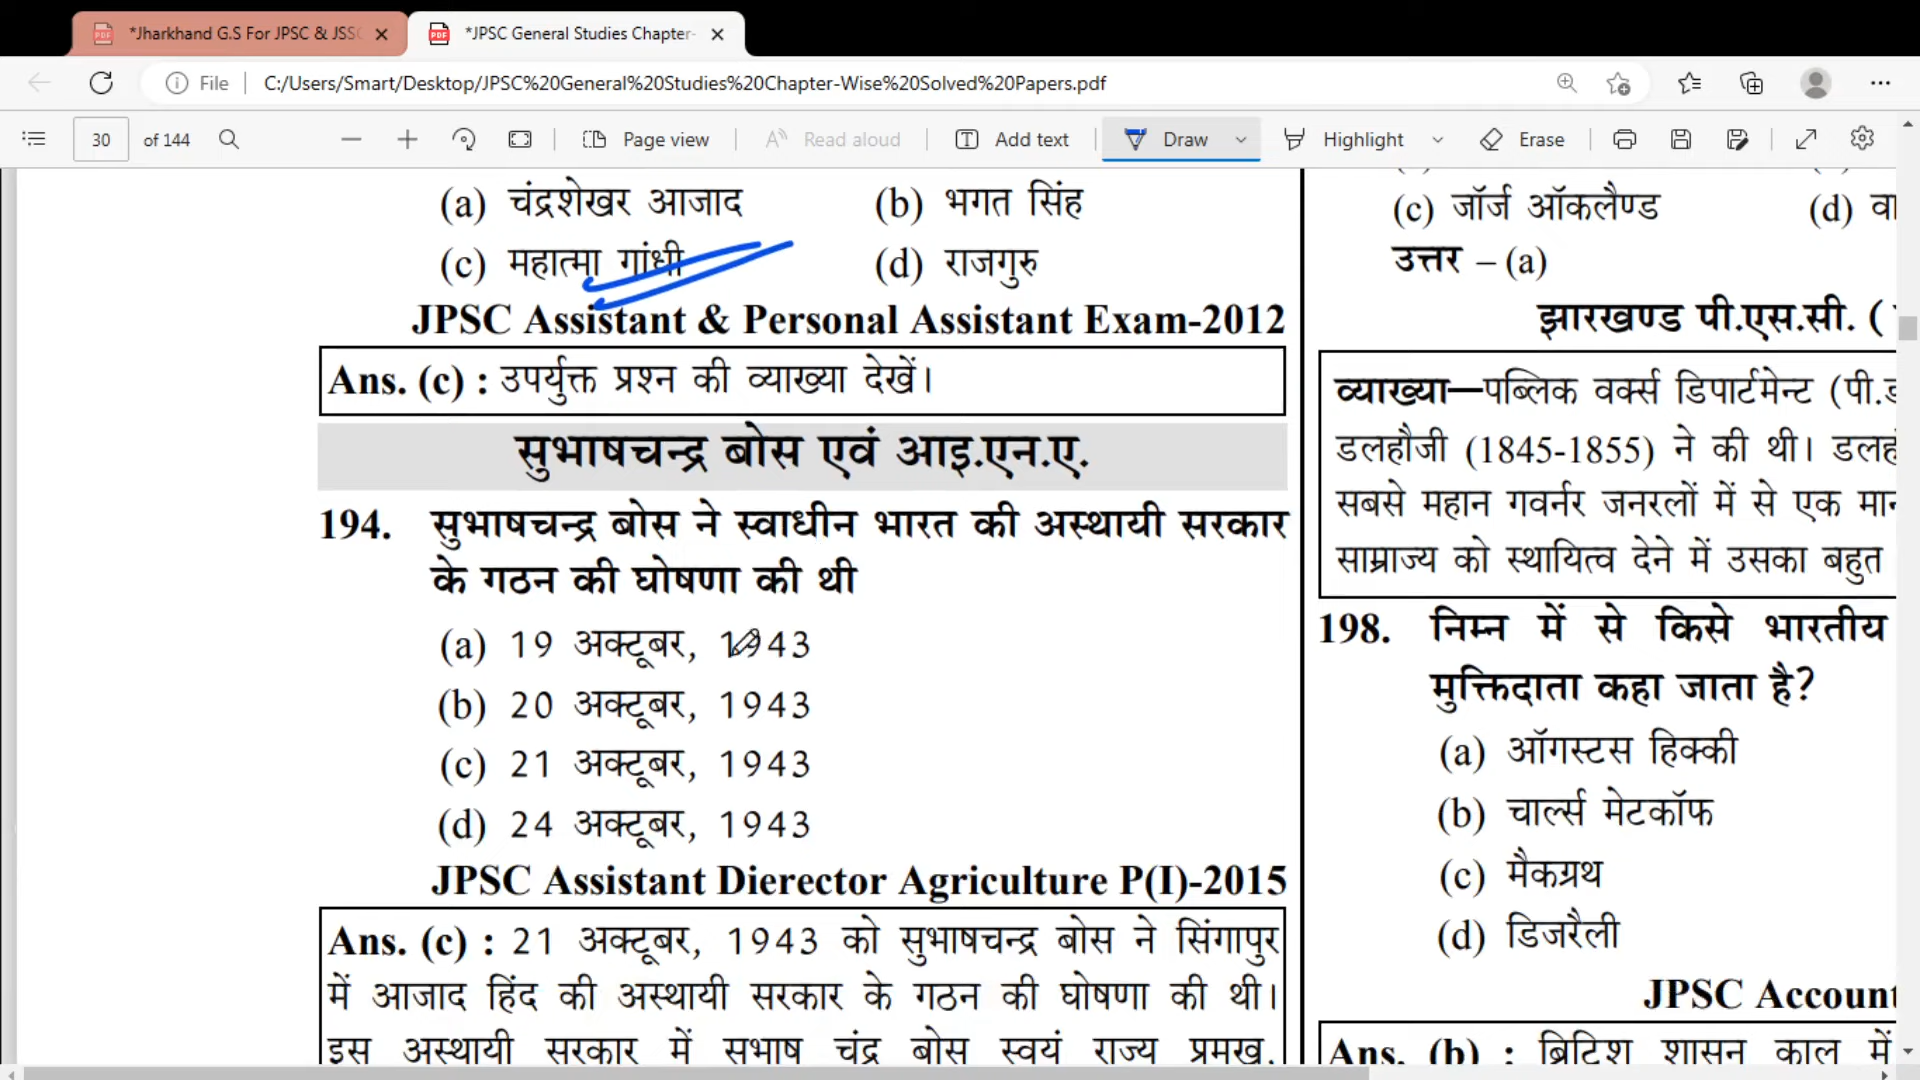 *Jharkhand G.S For JPSC & JSSC
*JPSC General Studies Chapter-
File
C:/Users/Smart/Desktop/JPSC%20General%20Studies%20Chapter-Wise%20Solved%20Papers.pdf
30 of 144
Page view
Read aloud
Add text
Draw
Highlight
Erase
(a) चंद्रशेखर आजाद (b) भगत सिंह
(c) महात्मा गांधी (d) राजगुरु
JPSC Assistant & Personal Assistant Exam-2012
Ans. (c) : उपर्युक्त प्रश्न की व्याख्या देखें।
सुभाषचन्द्र बोस एवं आइ.एन.ए.
194. सुभाषचन्द्र बोस ने स्वाधीन भारत की अस्थायी सरकार
के गठन की घोषणा की थी
(a) 19 अक्टूबर, 1943
(b) 20 अक्टूबर, 1943
(c) 21 अक्टूबर, 1943
(d) 24 अक्टूबर, 1943
JPSC Assistant Dierector Agriculture P(I)-2015
Ans. (c) : 21 अक्टूबर, 1943 को सुभाषचन्द्र बोस ने सिंगापुर
में आजाद हिंद की अस्थायी सरकार के गठन की घोषणा की थी।
इस अस्थायी सरकार में सुभाष चंद्र बोस स्वयं राज्य प्रमुख,
(c) जॉर्ज ऑकलैण्ड (d) वा
उत्तर – (a)
झारखण्ड पी.एस.सी. (
व्याख्या—पब्लिक वर्क्स डिपार्टमेन्ट (पी.ड
डलहौजी (1845-1855) ने की थी। डलहौ
सबसे महान गवर्नर जनरलों में से एक मान
साम्राज्य को स्थायित्व देने में उसका बहुत
198. निम्न में से किसे भारतीय
मुक्तिदाता कहा जाता है?
(a) ऑगस्टस हिक्की
(b) चार्ल्स मेटकॉफ
(c) मैकग्रथ
(d) डिजरैली
JPSC Account
Ans. (b) : ब्रिटिश शासन काल में